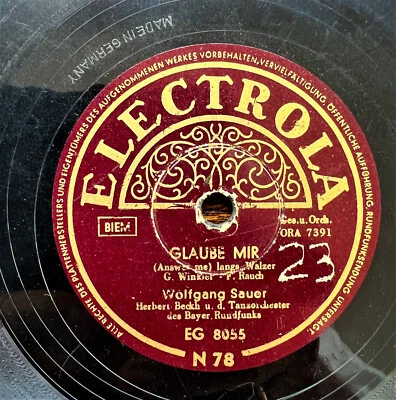 MADE IN GERMANY
ALLE RECHTE DES PLATTENHERSTELLERS UND EIGENTÜMERS DES AUFGENOMMENEN WERKES VORBEHALTEN, VERVIELFÄLTIGUNG, ÖFFENTLICHE AUFFÜHRUNG, RUNDFUNKSENDUNG UNTERSAGT.
ELECTROLA
BIEM
Ges. u. Orch.
ORA 7391
GLAUBE MIR
23
(Answer me) langs. Walzer
G. Winkler - F. Rauch
Wolfgang Sauer
Herbert Beckh u. d. Tanzorchester
des Bayer. Rundfunks
EG 8055
N 78